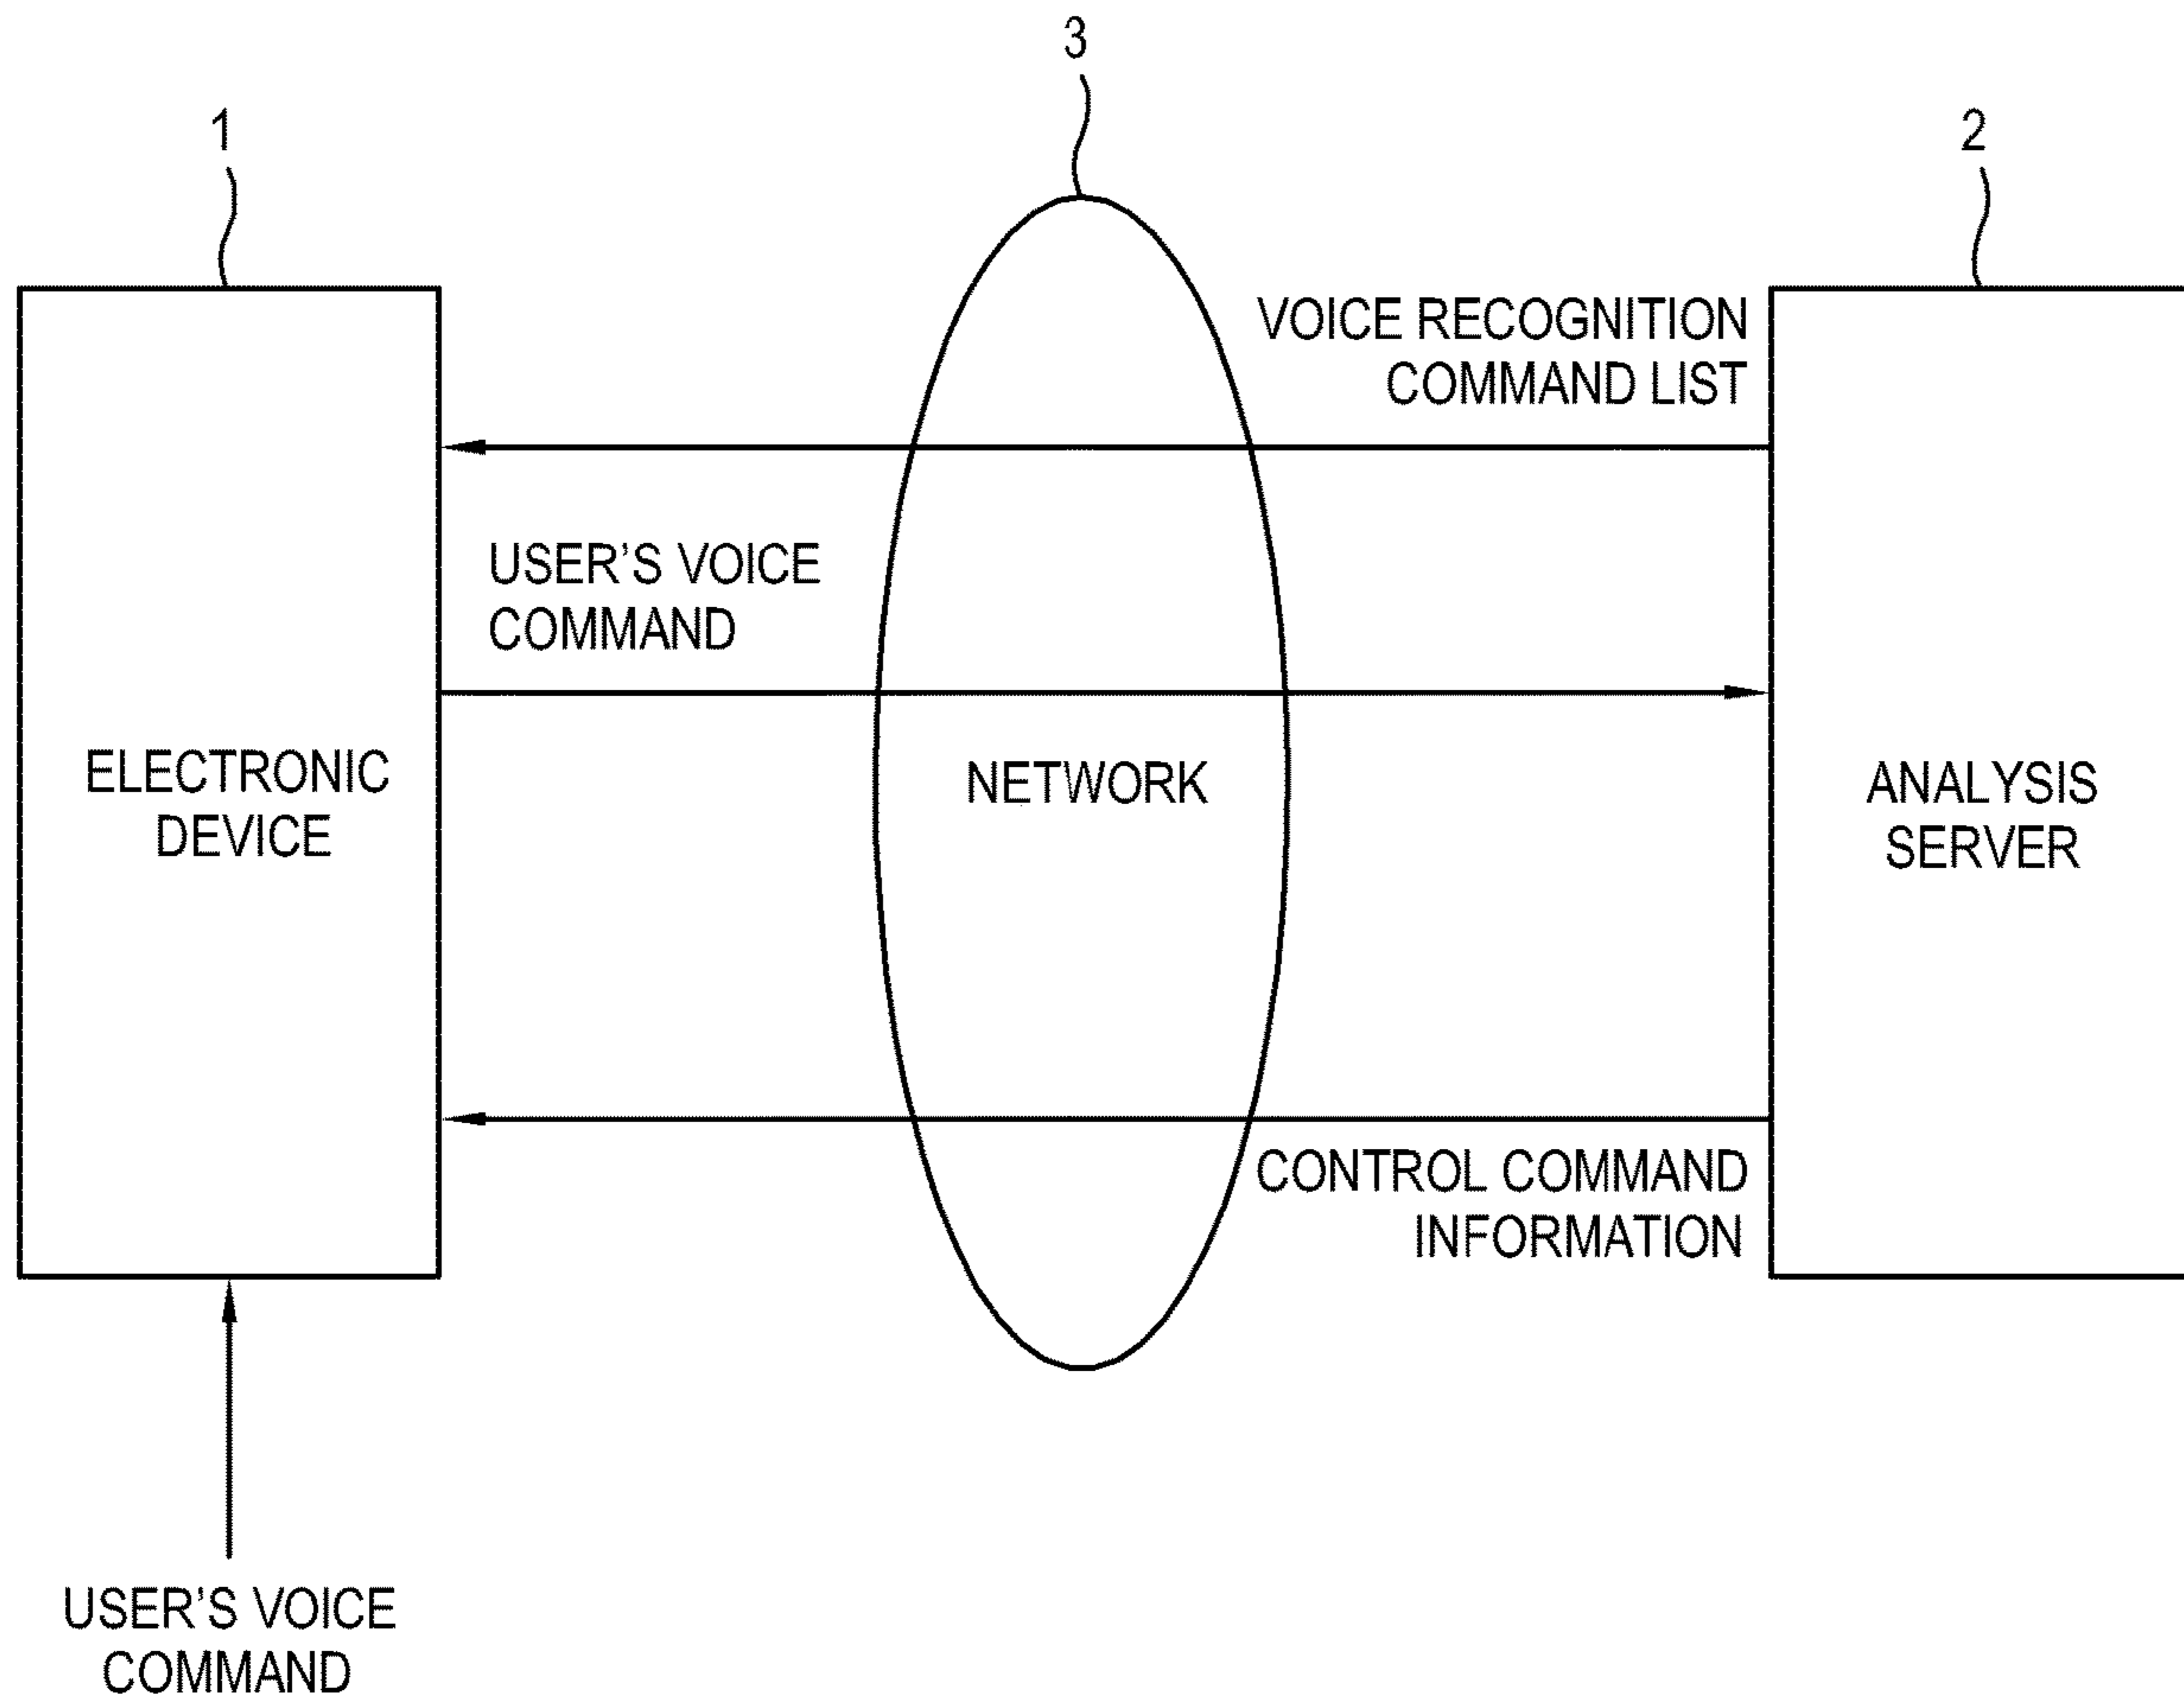 3
1
2
VOICE RECOGNITION
COMMAND LIST
USER'S VOICE
COMMAND
ELECTRONIC
DEVICE
NETWORK
ANALYSIS
SERVER
CONTROL COMMAND
INFORMATION
USER'S VOICE
COMMAND